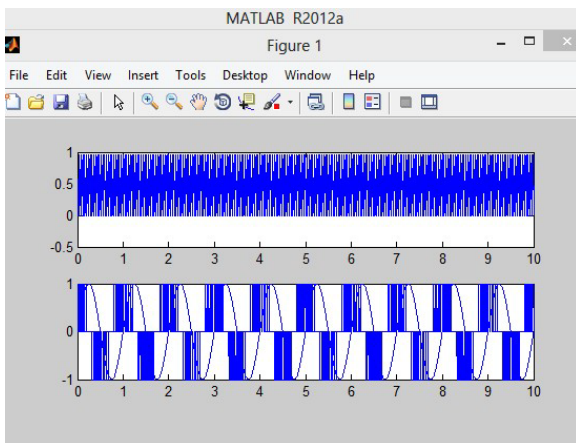 MATLAB R2012a
Figure 1
File Edit View Insert Tools Desktop Window Help
1
0.5
0
-0.5
0 1 2 3 4 5 6 7 8 9 10
1
0
-1
0 1 2 3 4 5 6 7 8 9 10